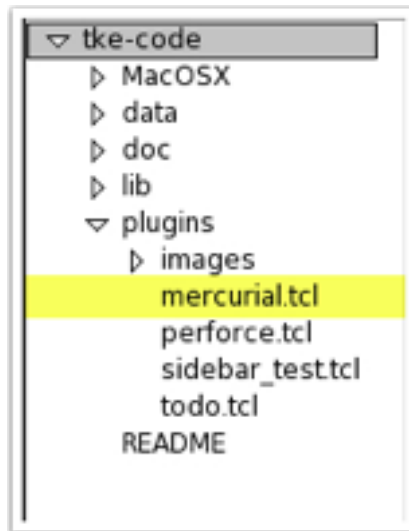 tke-code
MacOSX
data
doc
lib
plugins
images
mercurial.tcl
perforce.tcl
sidebar_test.tcl
todo.tcl
README